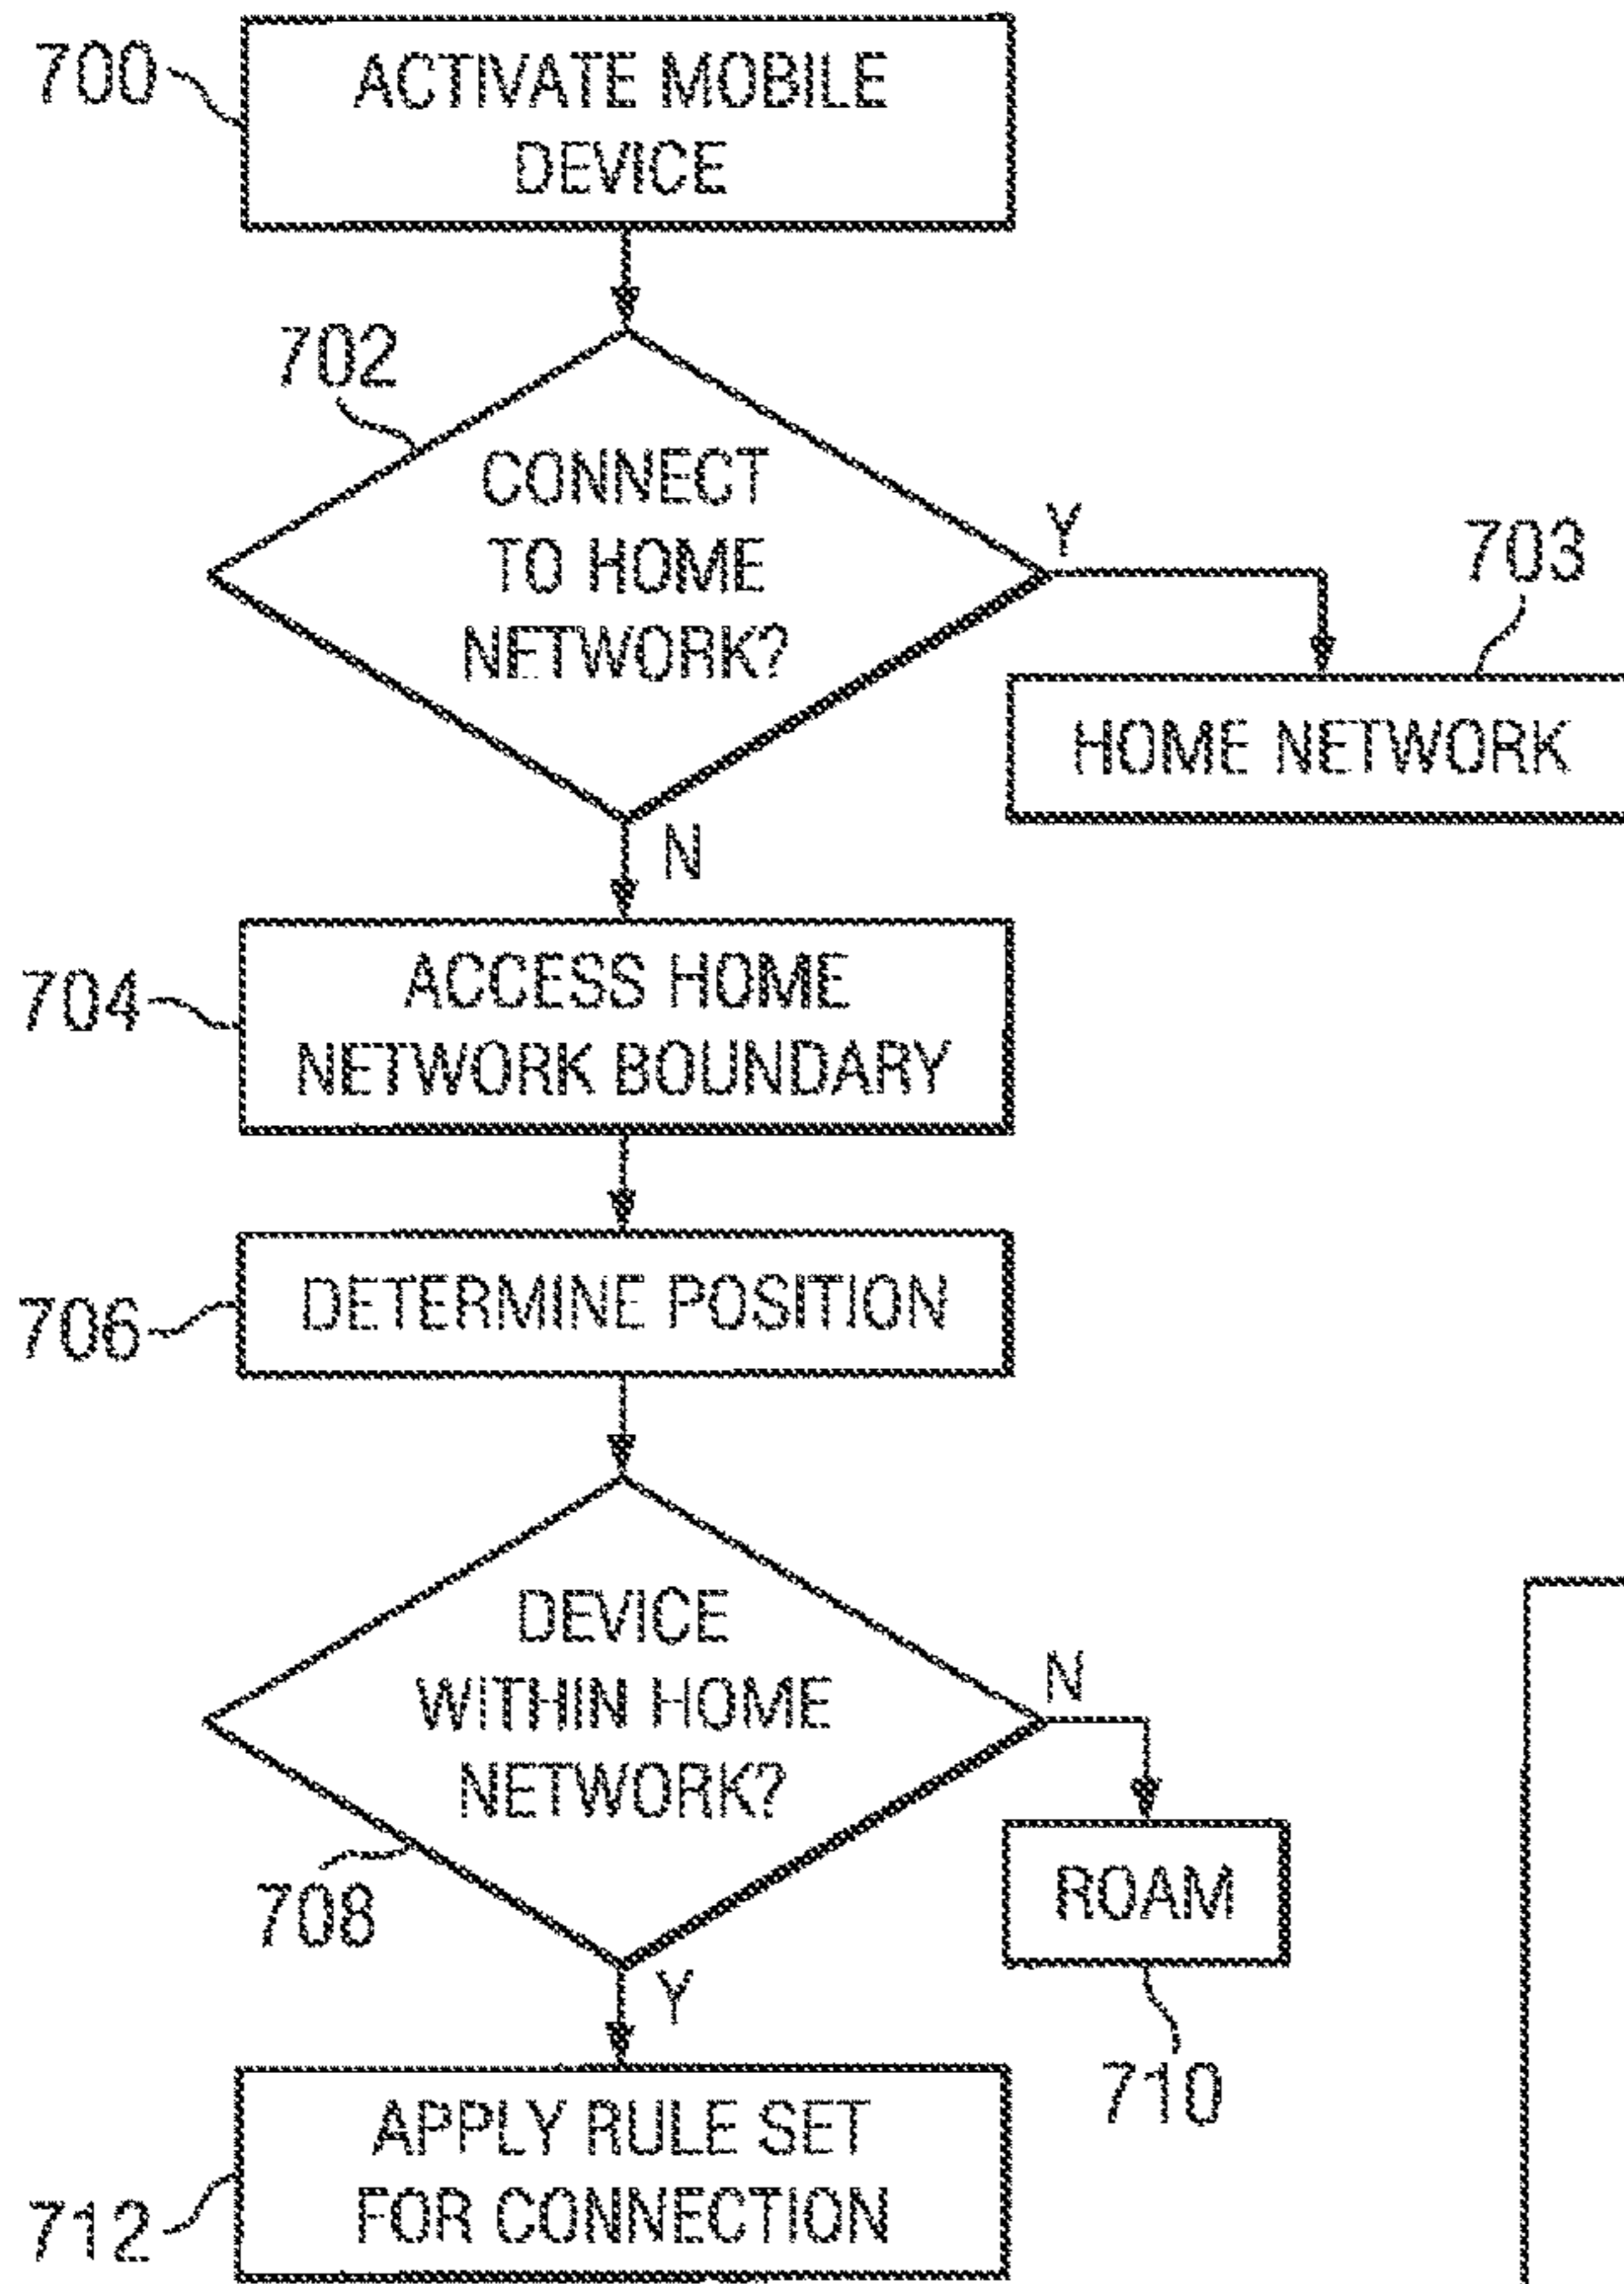 700
ACTIVATE MOBILE
DEVICE
702
CONNECT
TO HOME
NETWORK?
Y
703
HOME NETWORK
N
704
ACCESS HOME
NETWORK BOUNDARY
706
DETERMINE POSITION
DEVICE
WITHIN HOME
NETWORK?
N
708
ROAM
Y
710
APPLY RULE SET
FOR CONNECTION
712